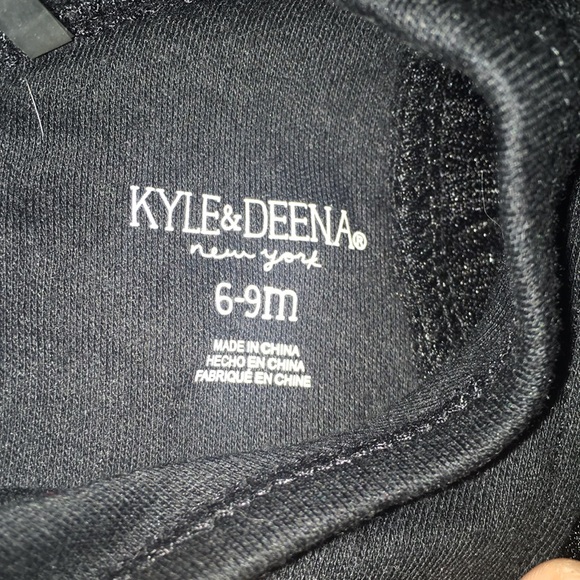 KYLE&DEENA®
new york
6-9m
MADE IN CHINA
HECHO EN CHINA
FABRIQUÉ EN CHINE